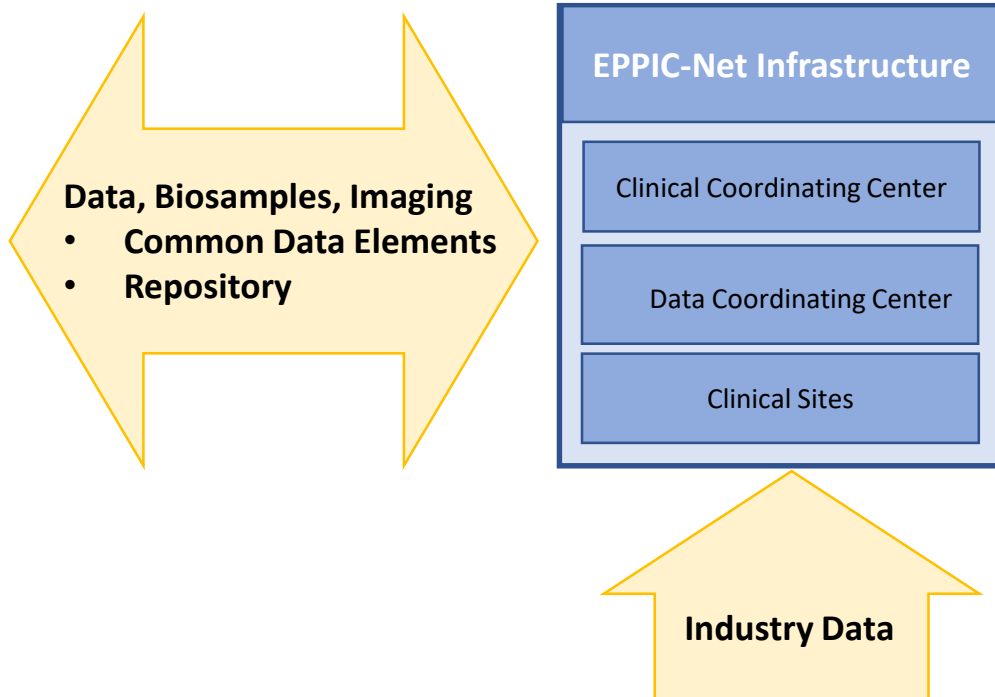 Data, Biosamples, Imaging
• Common Data Elements
• Repository
EPPIC-Net Infrastructure
Clinical Coordinating Center
Data Coordinating Center
Clinical Sites
Industry Data